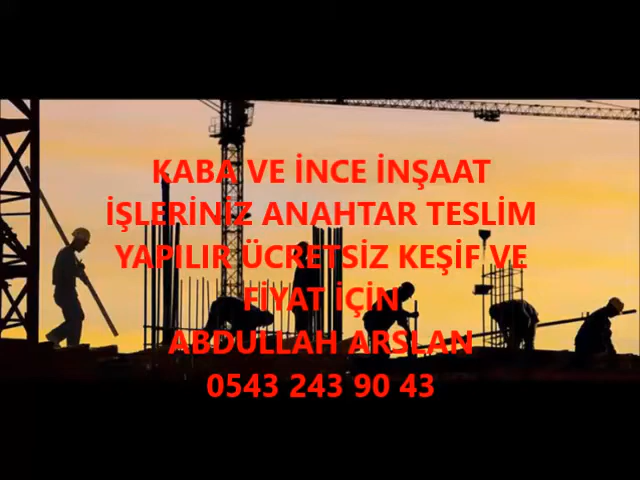 KABA VE İNCE İNŞAAT
İŞLERİNİZ ANAHTAR TESLİM
YAPILIR ÜCRETSİZ KEŞİF VE
FİYAT İÇİN
ABDULLAH ARSLAN
0543 243 90 43